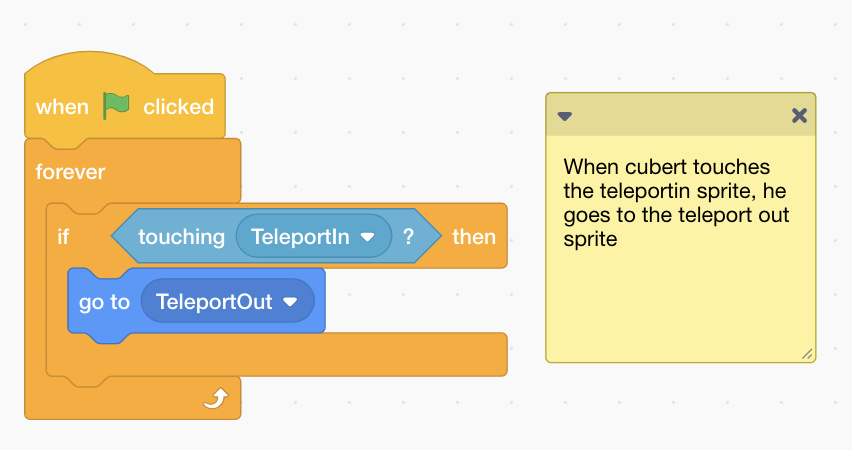 when clicked
forever
if touching TeleportIn ? then
go to TeleportOut
When cubert touches
the teleportin sprite, he
goes to the teleport out
sprite